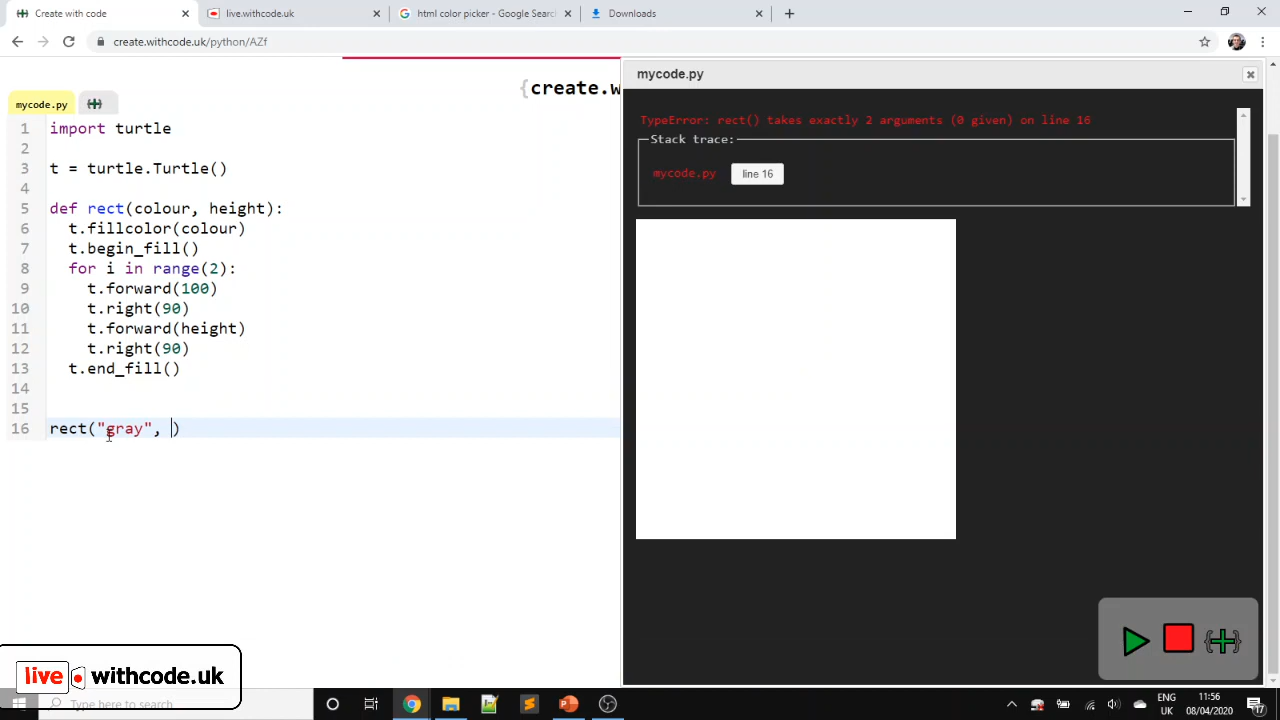 Create with code
live.withcode.uk
html color picker - Google Search
Downloads
create.withcode.uk/python/AZf
mycode.py
{create.w
1 import turtle
2
3 t = turtle.Turtle()
4
5 def rect(colour, height):
6 t.fillcolor(colour)
7 t.begin_fill()
8 for i in range(2):
9 t.forward(100)
10 t.right(90)
11 t.forward(height)
12 t.right(90)
13 t.end_fill()
14
15
16 rect("gray", )
mycode.py
TypeError: rect() takes exactly 2 arguments (0 given) on line 16
Stack trace:
mycode.py line 16
live withcode.uk
Type here to search
ENG
UK
11:56
08/04/2020
17